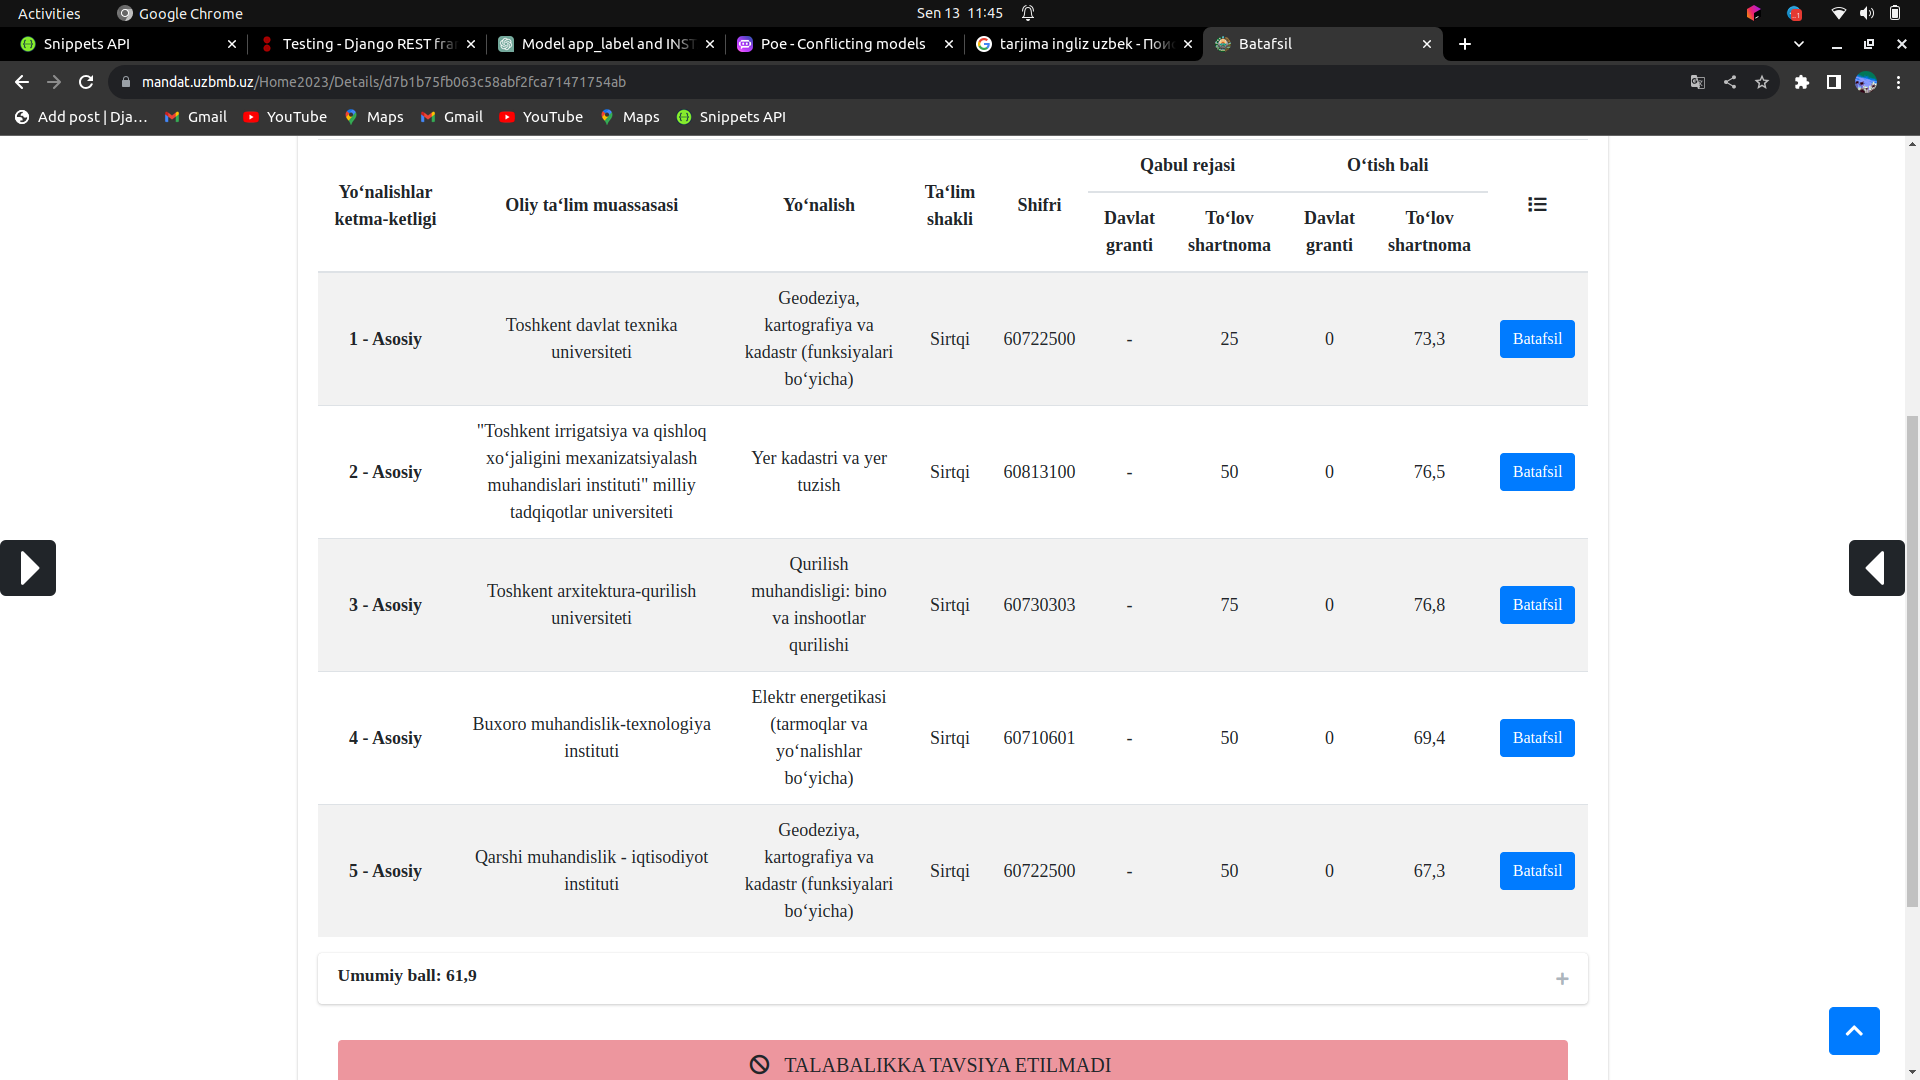 Activities
Google Chrome
Sen 13 11:45
Snippets API
Testing - Django REST fra
Model app_label and INST
Poe - Conflicting models
tarjima ingliz uzbek - Пои
Batafsil
mandat.uzbmb.uz/Home2023/Details/d7b1b75fb063c58abf2fca71471754ab
Add post | Dja...
Gmail
YouTube
Maps
Gmail
YouTube
Maps
Snippets API
Yo‘nalishlar
ketma-ketligi
Oliy ta‘lim muassasasi
Yo‘nalish
Ta‘lim
shakli
Shifri
Qabul rejasi
O‘tish bali
Davlat
granti
To‘lov
shartnoma
Davlat
granti
To‘lov
shartnoma
1 - Asosiy
Toshkent davlat texnika
universiteti
Geodeziya,
kartografiya va
kadastr (funksiyalari
bo‘yicha)
Sirtqi
60722500
-
25
0
73,3
Batafsil
2 - Asosiy
"Toshkent irrigatsiya va qishloq
xo‘jaligini mexanizatsiyalash
muhandislari instituti" milliy
tadqiqotlar universiteti
Yer kadastri va yer
tuzish
Sirtqi
60813100
-
50
0
76,5
Batafsil
3 - Asosiy
Toshkent arxitektura-qurilish
universiteti
Qurilish
muhandisligi: bino
va inshootlar
qurilishi
Sirtqi
60730303
-
75
0
76,8
Batafsil
4 - Asosiy
Buxoro muhandislik-texnologiya
instituti
Elektr energetikasi
(tarmoqlar va
yo‘nalishlar
bo‘yicha)
Sirtqi
60710601
-
50
0
69,4
Batafsil
5 - Asosiy
Qarshi muhandislik - iqtisodiyot
instituti
Geodeziya,
kartografiya va
kadastr (funksiyalari
bo‘yicha)
Sirtqi
60722500
-
50
0
67,3
Batafsil
Umumiy ball: 61,9
TALABALIKKA TAVSIYA ETILMADI